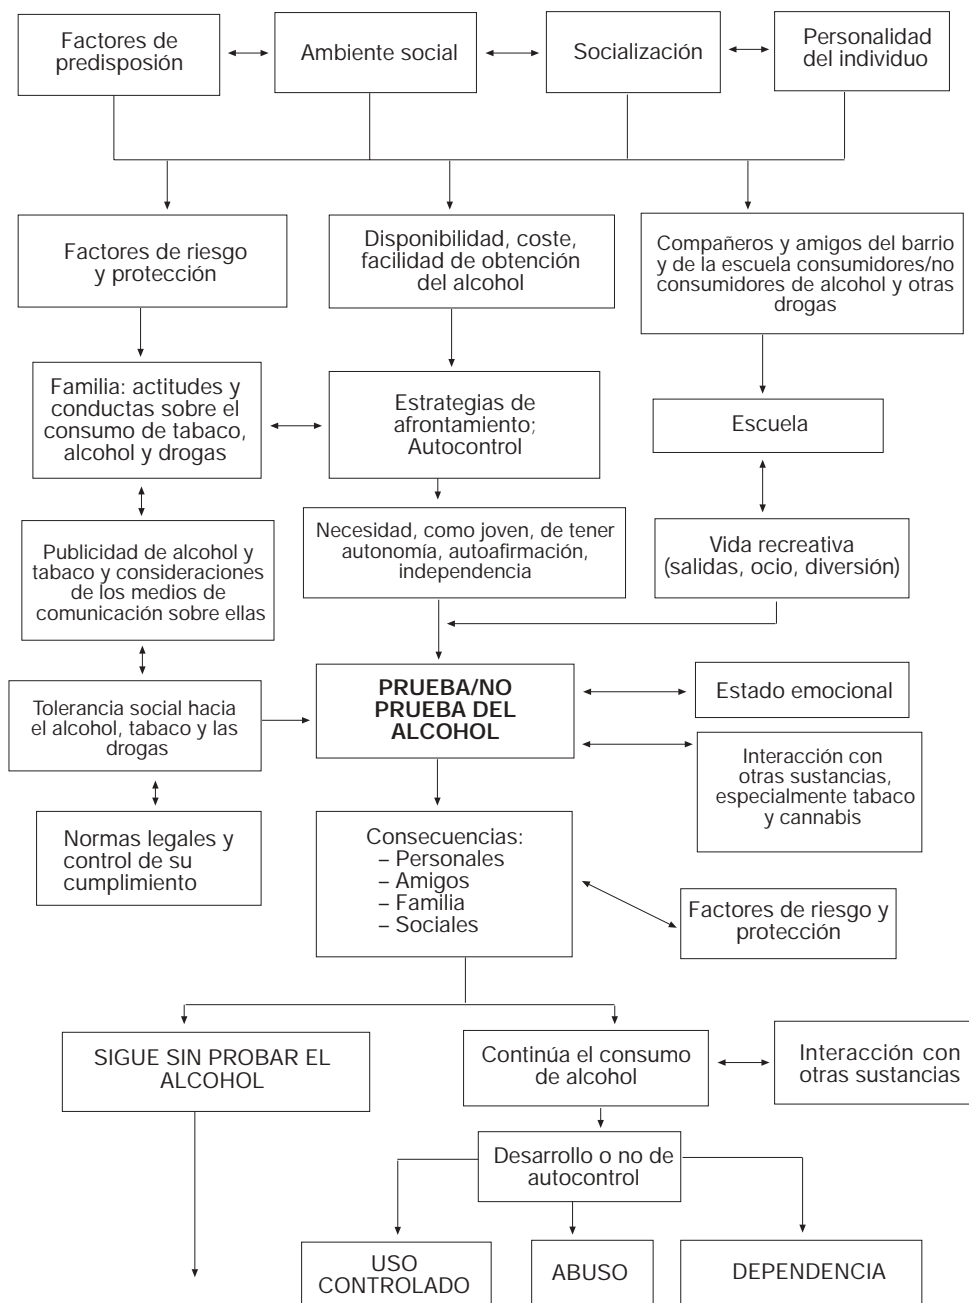 Factores de
predisposión
Ambiente social
Socialización
Personalidad
del individuo
Factores de riesgo
y protección
Disponibilidad, coste,
facilidad de obtención
del alcohol
Compañeros y amigos del barrio
y de la escuela consumidores/no
consumidores de alcohol y otras
drogas
Familia: actitudes y
conductas sobre el
consumo de tabaco,
alcohol y drogas
Estrategias de
afrontamiento;
Autocontrol
Escuela
Publicidad de alcohol y
tabaco y consideraciones
de los medios de
comunicación sobre ellas
Necesidad, como joven, de tener
autonomía, autoafirmación,
independencia
Vida recreativa
(salidas, ocio, diversión)
Tolerancia social hacia
el alcohol, tabaco y las
drogas
PRUEBA/NO
PRUEBA DEL
ALCOHOL
Estado emocional
Interacción con
otras sustancias,
especialmente tabaco
y cannabis
Normas legales y
control de su
cumplimiento
Consecuencias:
– Personales
– Amigos
– Familia
– Sociales
Factores de riesgo y
protección
SIGUE SIN PROBAR EL
ALCOHOL
Continúa el consumo
de alcohol
Interacción con
otras sustancias
Desarrollo o no de
autocontrol
USO
CONTROLADO
ABUSO
DEPENDENCIA